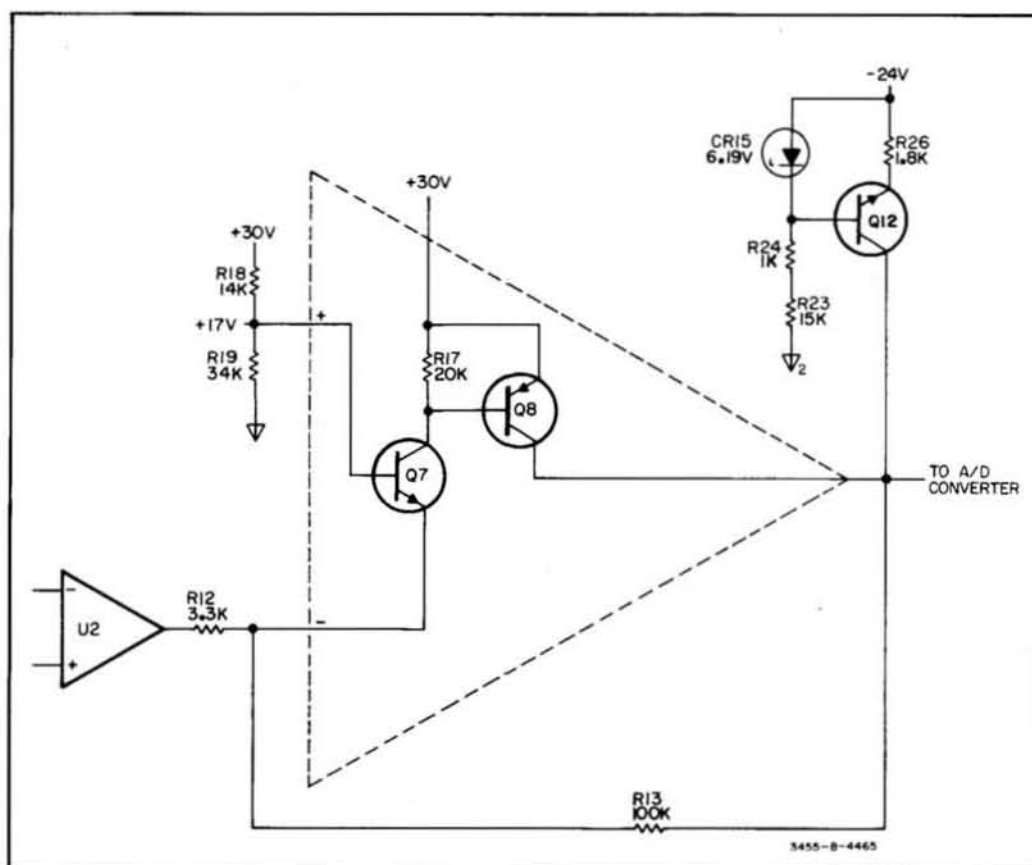 -24V
CR15
6.19V
R26
1.8K
Q12
R24
1K
R23
15K
2
+30V
+30V
R18
14K
+17V
+
R19
34K
R17
20K
Q8
Q7
TO A/D
CONVERTER
R12
3.3K
-
-
U2
+
R13
100K
3455-B-4465